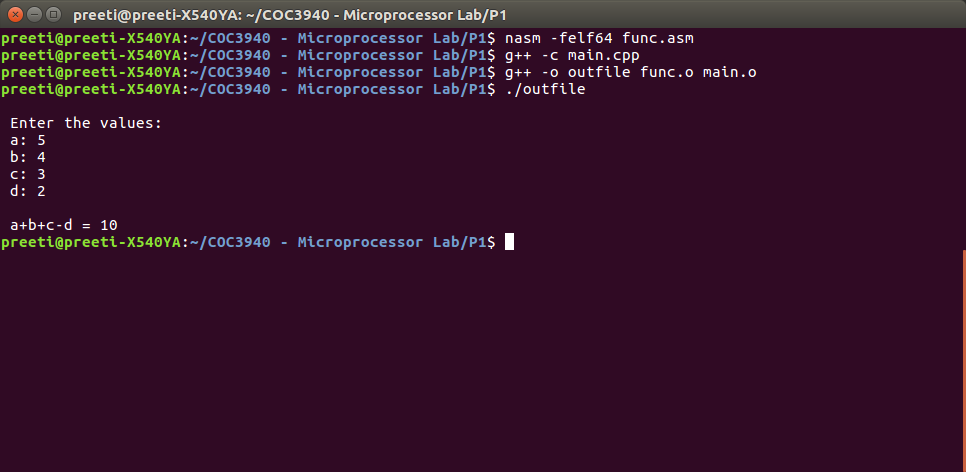 preeti@preeti-X540YA: ~/COC3940 - Microprocessor Lab/P1
preeti@preeti-X540YA:~/COC3940 - Microprocessor Lab/P1$ nasm -felf64 func.asm
preeti@preeti-X540YA:~/COC3940 - Microprocessor Lab/P1$ g++ -c main.cpp
preeti@preeti-X540YA:~/COC3940 - Microprocessor Lab/P1$ g++ -o outfile func.o main.o
preeti@preeti-X540YA:~/COC3940 - Microprocessor Lab/P1$ ./outfile
Enter the values:
a: 5
b: 4
c: 3
d: 2
a+b+c-d = 10
preeti@preeti-X540YA:~/COC3940 - Microprocessor Lab/P1$